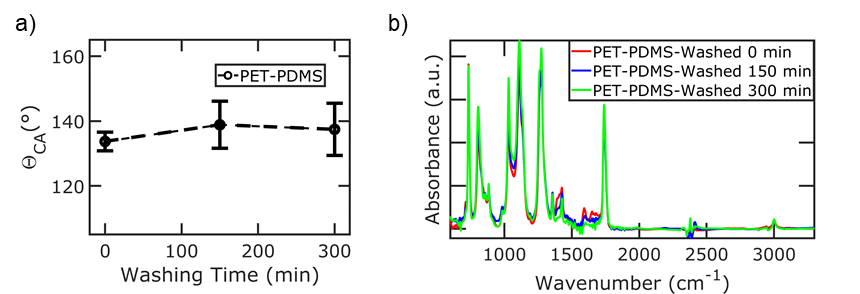 a)
160
140
120
Θ_CA(°)
PET-PDMS
0
100
200
300
Washing Time (min)
b)
PET-PDMS-Washed 0 min
PET-PDMS-Washed 150 min
PET-PDMS-Washed 300 min
Absorbance (a.u.)
1000
1500
2000
2500
3000
Wavenumber (cm⁻¹)